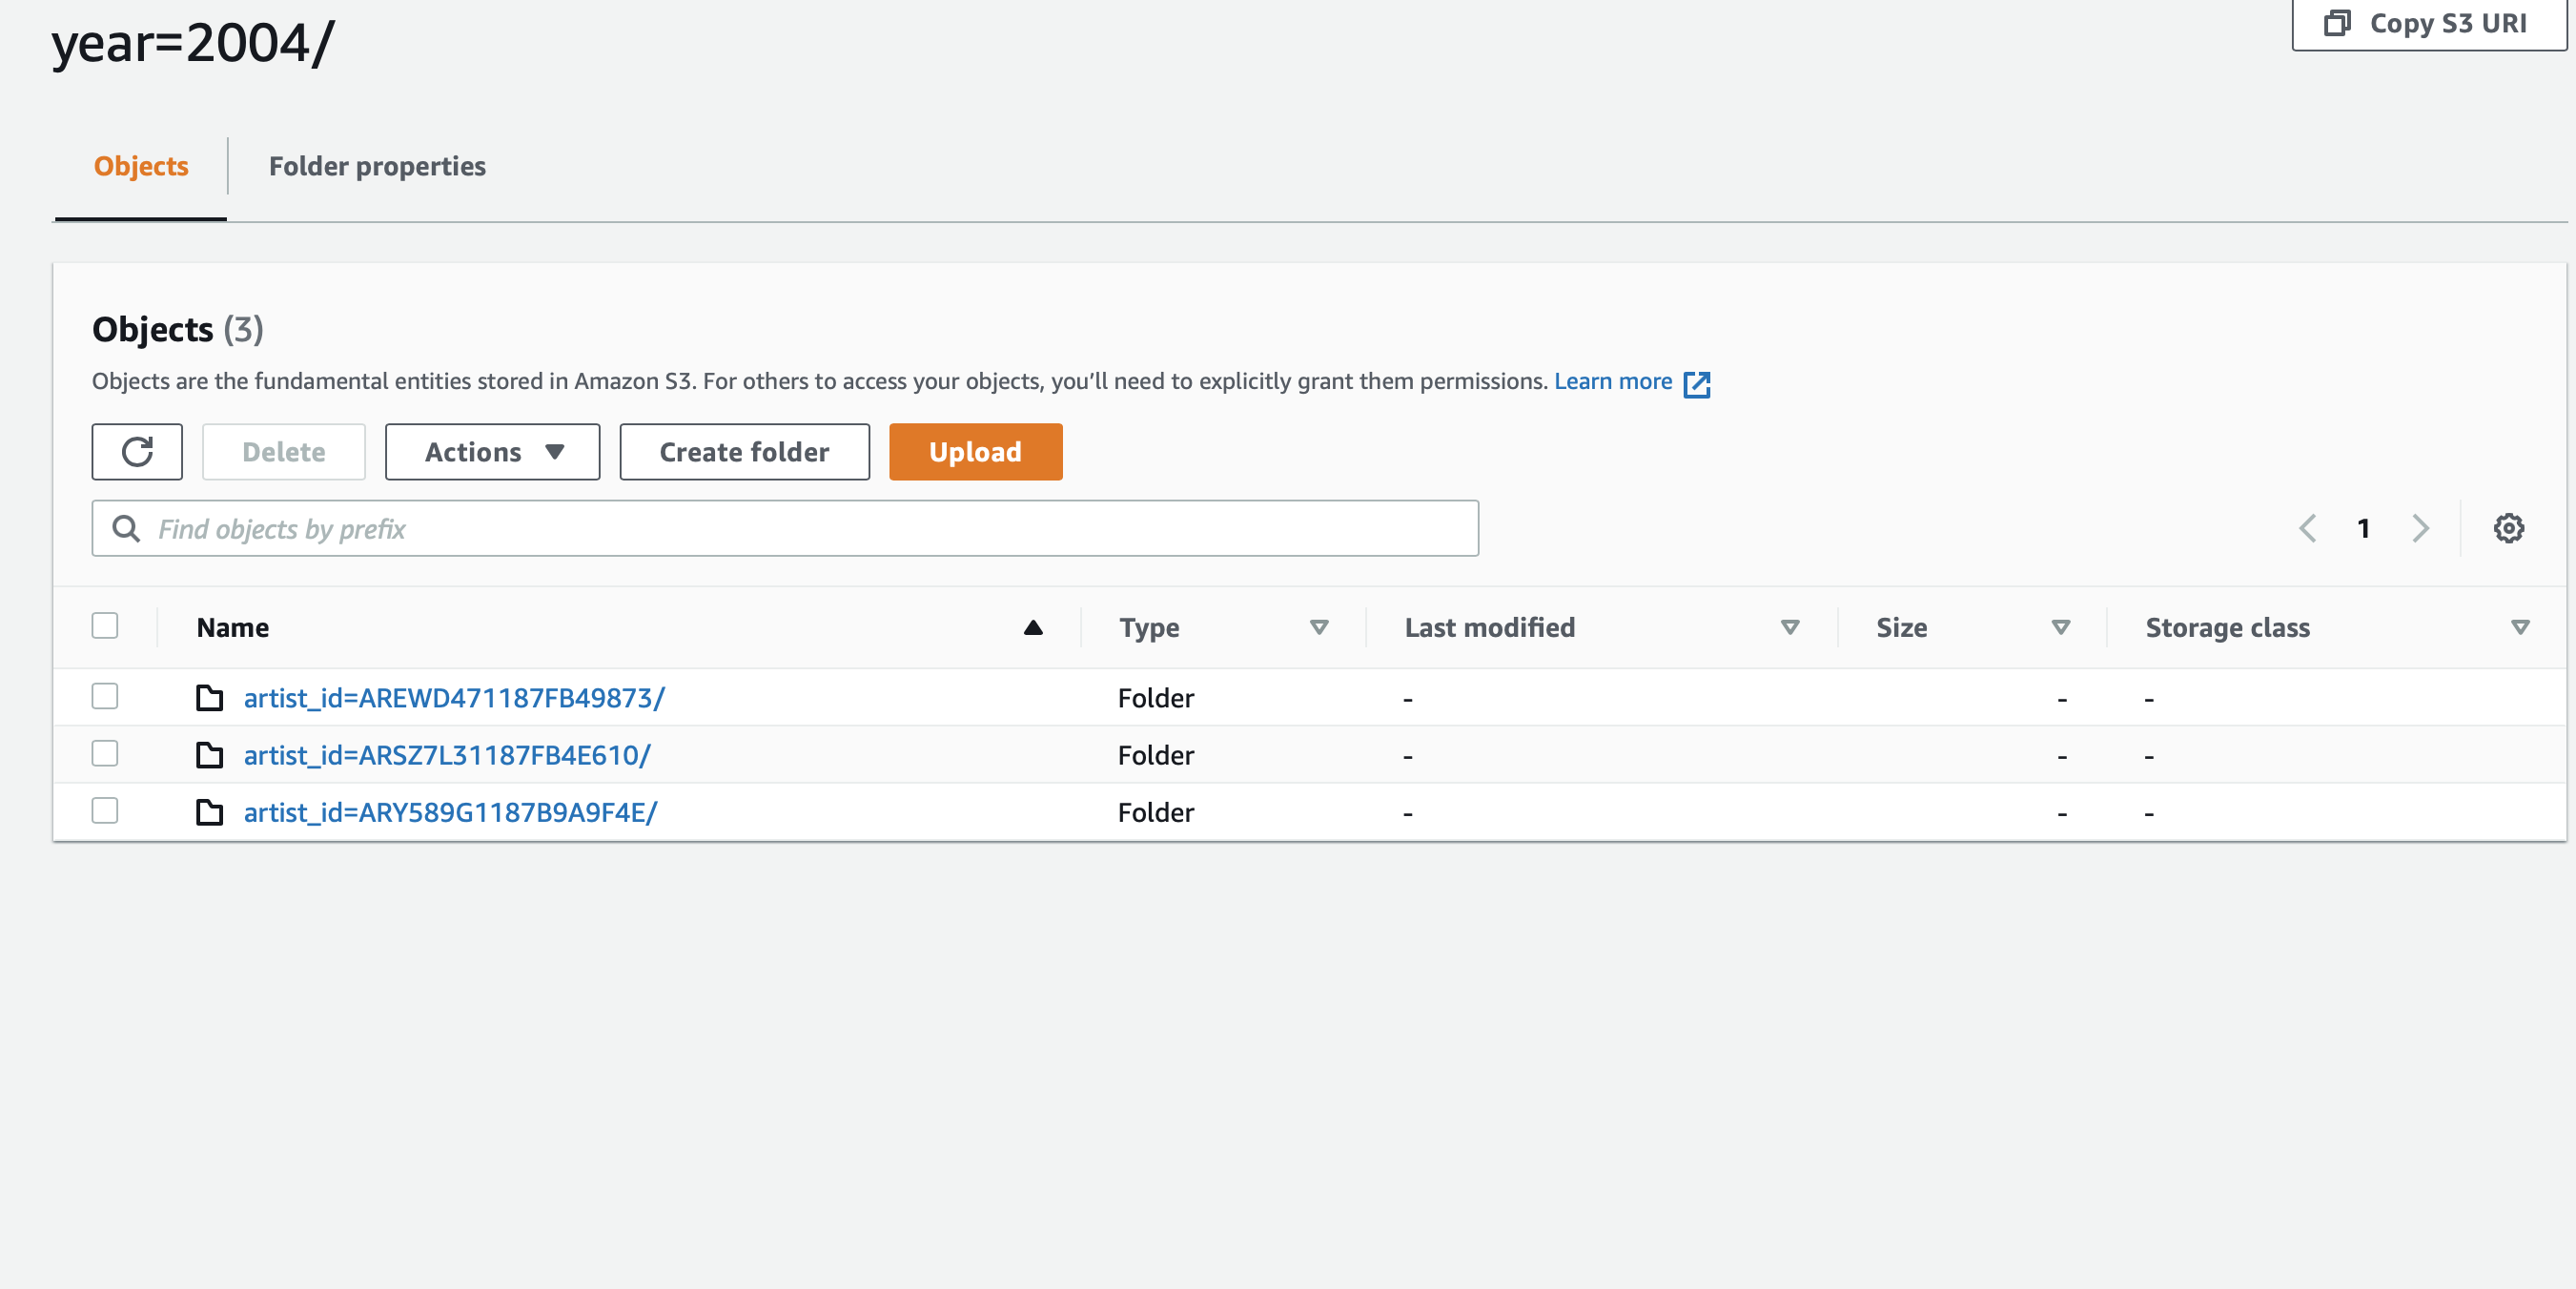 year=2004/
Copy S3 URI
Objects
Folder properties
Objects (3)
Objects are the fundamental entities stored in Amazon S3. For others to access your objects, you’ll need to explicitly grant them permissions. Learn more
Delete
Actions
Create folder
Upload
Find objects by prefix
1
Name Type Last modified Size Storage class
artist_id=AREWD471187FB49873/ Folder - - -
artist_id=ARSZ7L31187FB4E610/ Folder - - -
artist_id=ARY589G1187B9A9F4E/ Folder - - -